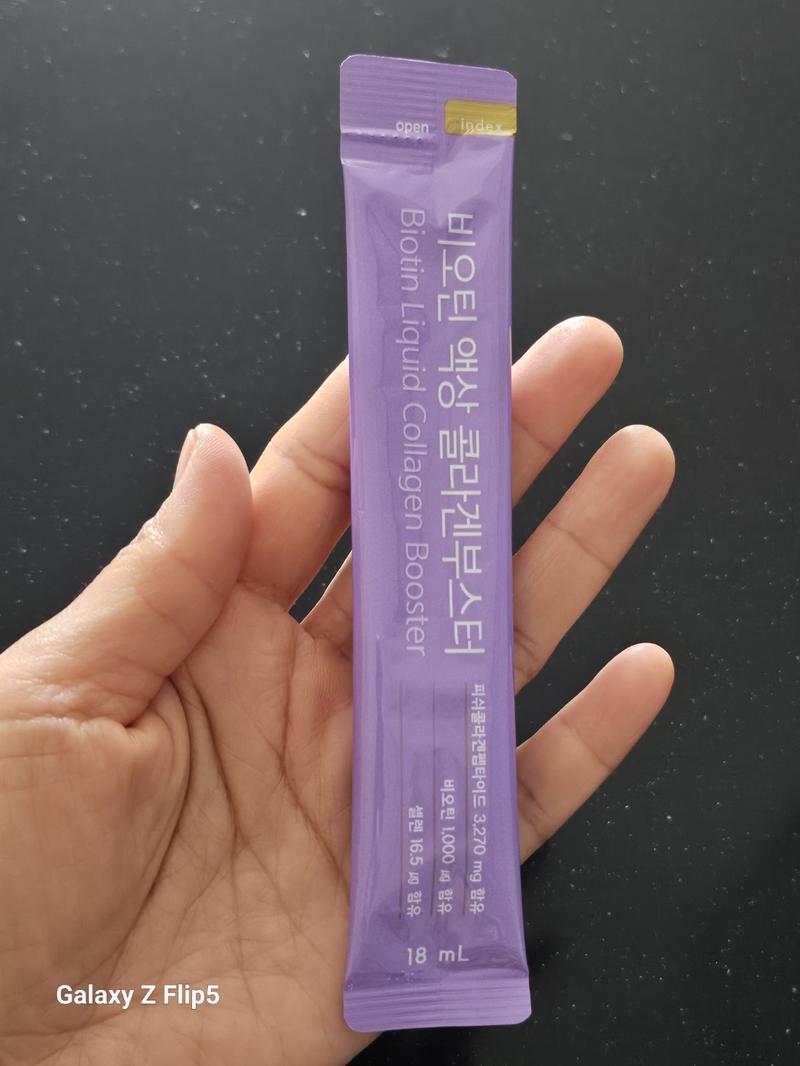 open
index
비오틴 액상 콜라겐부스터
Biotin Liquid Collagen Booster
피쉬콜라겐펩타이드 3,270 mg 함유
비오틴 1,000 ㎍ 함유
셀렌 16.5 ㎍ 함유
18 mL
Galaxy Z Flip5